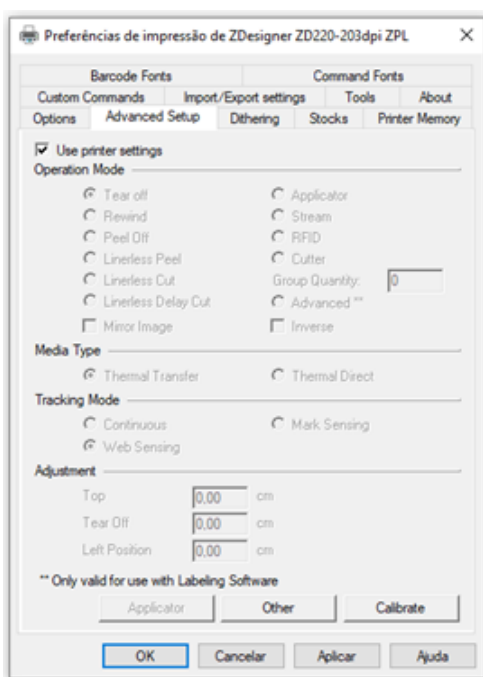 Preferências de impressão de ZDesigner ZD220-203dpi ZPL
Barcode Fonts Command Fonts
Custom Commands Import/Export settings Tools About
Options Advanced Setup Dithering Stocks Printer Memory
Use printer settings
Operation Mode
Tear off Applicator
Rewind Stream
Peel Off RFID
Linerless Peel Cutter
Linerless Cut Group Quantity: 0
Linerless Delay Cut Advanced **
Mirror Image Inverse
Media Type
Thermal Transfer Thermal Direct
Tracking Mode
Continuous Mark Sensing
Web Sensing
Adjustment
Top 0,00 cm
Tear Off 0,00 cm
Left Position 0,00 cm
** Only valid for use with Labeling Software
Applicator Other Calibrate
OK Cancelar Aplicar Ajuda